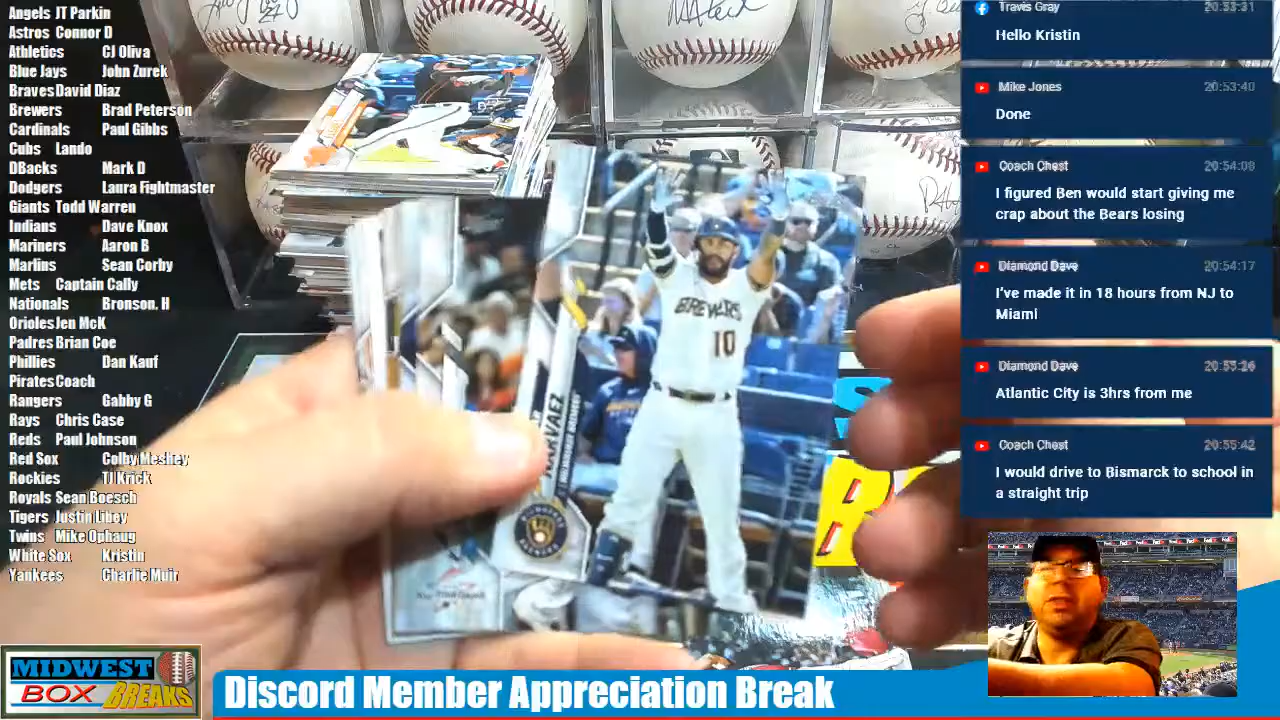 Angels JT Parkin
Astros Connor D
Athletics CJ Oliva
Blue Jays John Zurek
Braves David Diaz
Brewers Brad Peterson
Cardinals Paul Gibbs
Cubs Lando
DBacks Mark D
Dodgers Laura Fightmaster
Giants Todd Warren
Indians Dave Knox
Mariners Aaron B
Marlins Sean Corby
Mets Captain Cally
Nationals Bronson. H
Orioles Jen McK
Padres Brian Coe
Phillies Dan Kauf
Pirates Coach
Rangers Gabby G
Rays Chris Case
Reds Paul Johnson
Red Sox Colby Meshey
Rockies TJ Krick
Royals Sean Boesch
Tigers Justin Libey
Twins Mike Ophaug
White Sox Kristin
Yankees Charlie Muir
MIDWEST
BOX BREAKS
Discord Member Appreciation Break
BREWERS
10
MILWAUKEE BREWERS
Travis Gray 20:53:31
Hello Kristin
Mike Jones 20:53:40
Done
Coach Chest 20:54:08
I figured Ben would start giving me
crap about the Bears losing
Diamond Dave 20:54:17
I've made it in 18 hours from NJ to
Miami
Diamond Dave 20:55:26
Atlantic City is 3hrs from me
Coach Chest 20:55:42
I would drive to Bismarck to school in
a straight trip